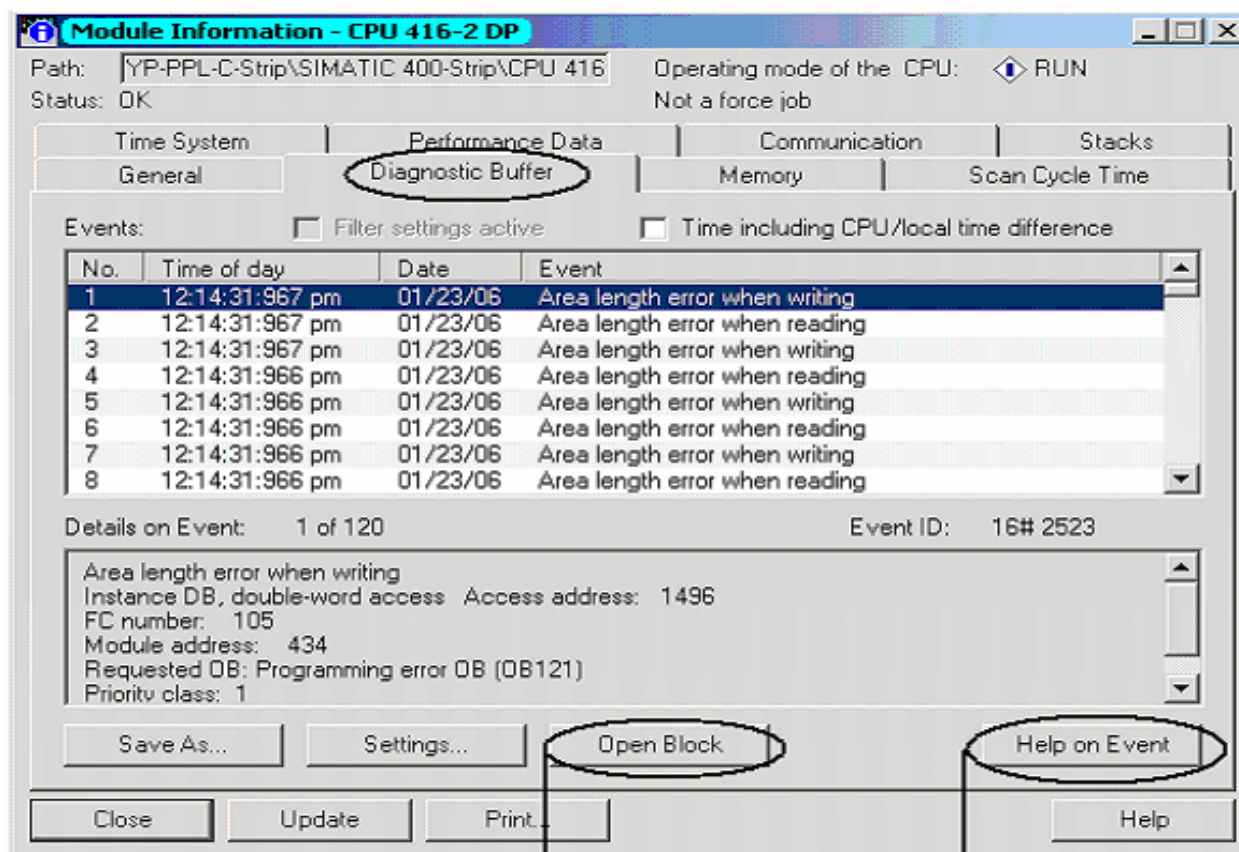 Module Information - CPU 416-2 DP
Path: YP-PPL-C-Strip\SIMATIC 400-Strip\CPU 416 Operating mode of the CPU: RUN
Status: OK Not a force job
Time System Performance Data Communication Stacks
General Diagnostic Buffer Memory Scan Cycle Time
Events: Filter settings active Time including CPU/local time difference
No. Time of day Date Event
1 12:14:31:967 pm 01/23/06 Area length error when writing
2 12:14:31:967 pm 01/23/06 Area length error when reading
3 12:14:31:967 pm 01/23/06 Area length error when writing
4 12:14:31:966 pm 01/23/06 Area length error when reading
5 12:14:31:966 pm 01/23/06 Area length error when writing
6 12:14:31:966 pm 01/23/06 Area length error when reading
7 12:14:31:966 pm 01/23/06 Area length error when writing
8 12:14:31:966 pm 01/23/06 Area length error when reading
Details on Event: 1 of 120 Event ID: 16# 2523
Area length error when writing
Instance DB, double-word access Access address: 1496
FC number: 105
Module address: 434
Requested OB: Programming error OB (OB121)
Priority class: 1
Save As... Settings... Open Block Help on Event
Close Update Print... Help